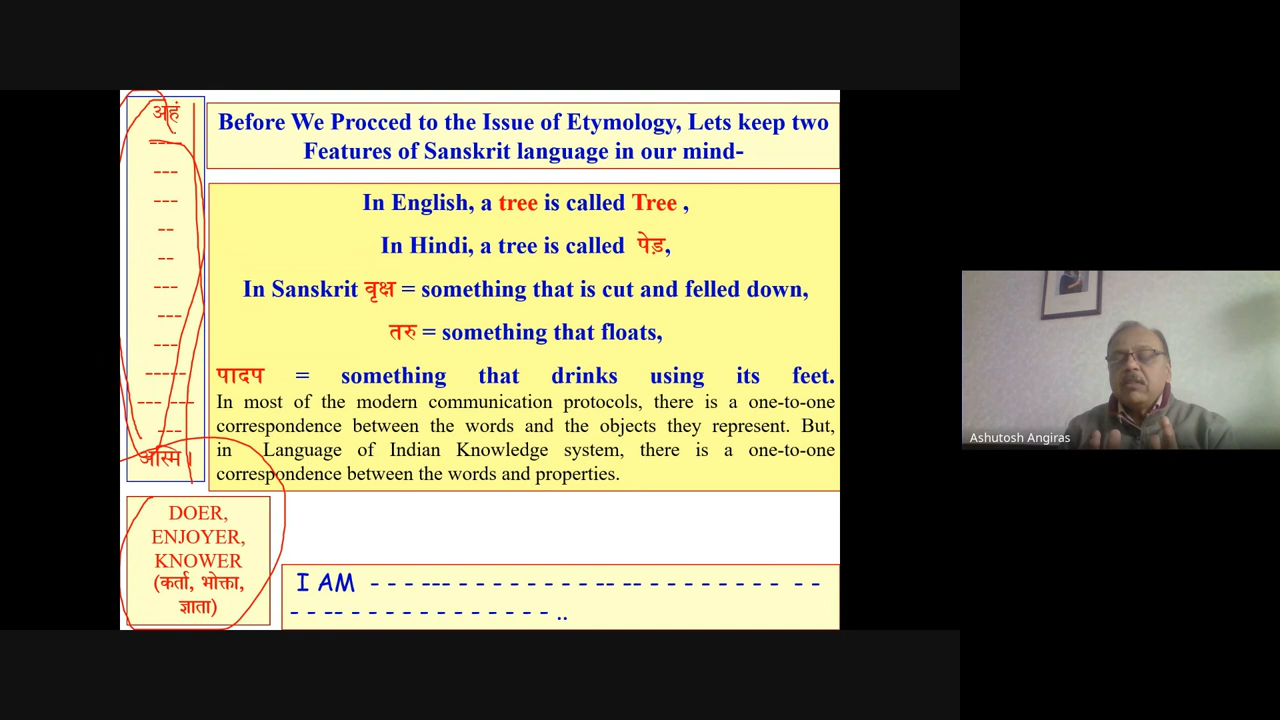 अहं
----
---
---
--
--
---
---
---
-----
--- ---
---
अस्मि ।
Before We Procced to the Issue of Etymology, Lets keep two
Features of Sanskrit language in our mind-
In English, a tree is called Tree ,
In Hindi, a tree is called पेड़,
In Sanskrit वृक्ष = something that is cut and felled down,
तरु = something that floats,
पादप = something that drinks using its feet.
In most of the modern communication protocols, there is a one-to-one
correspondence between the words and the objects they represent. But,
in Language of Indian Knowledge system, there is a one-to-one
correspondence between the words and properties.
DOER,
ENJOYER,
KNOWER
(कर्ता, भोक्ता,
ज्ञाता)
I AM - - - --- - - - - - - - - - - -- -- - - - - - - - - - -
- - -- - - - - - - - - - - - - - ..
Ashutosh Angiras